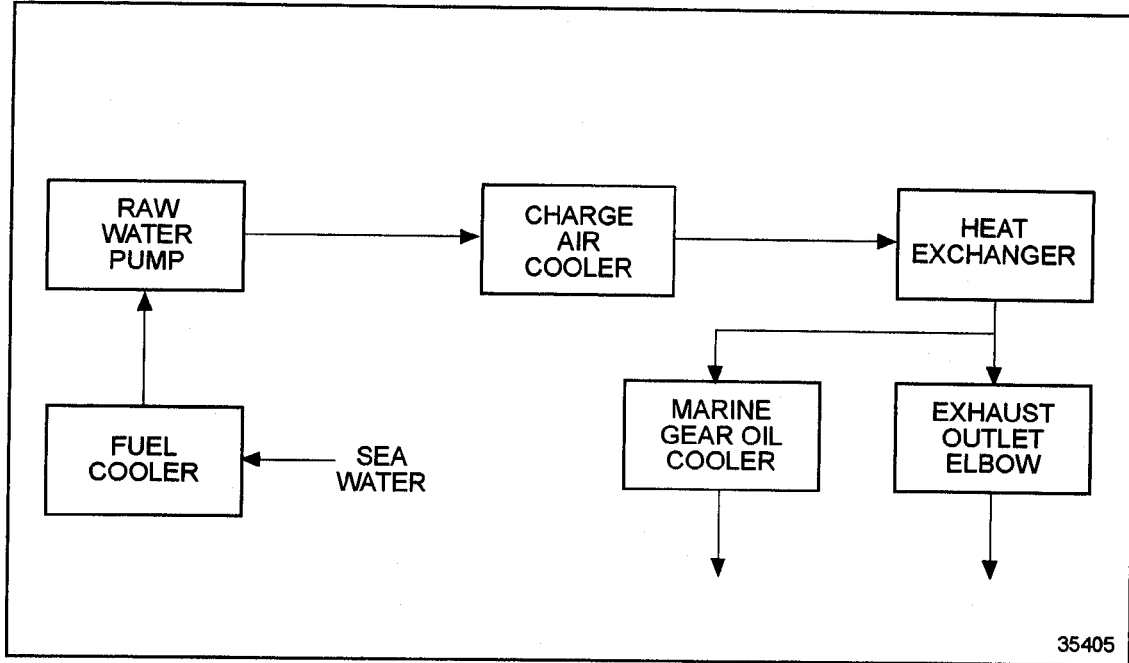 RAW
WATER
PUMP
CHARGE
AIR
COOLER
HEAT
EXCHANGER
FUEL
COOLER
SEA
WATER
MARINE
GEAR OIL
COOLER
EXHAUST
OUTLET
ELBOW
35405